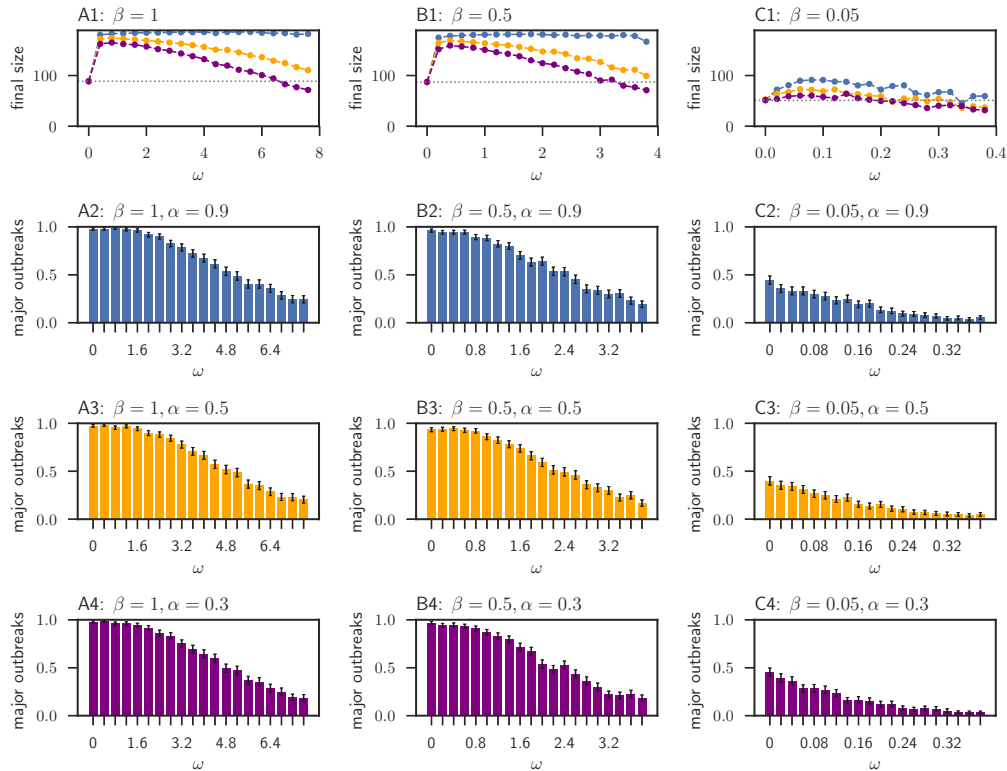 A1: β = 1
B1: β = 0.5
C1: β = 0.05
final size
100
0
0
2
4
6
8
ω
final size
100
0
0
1
2
3
4
ω
final size
100
0
0.0
0.1
0.2
0.3
0.4
ω
A2: β = 1, α = 0.9
B2: β = 0.5, α = 0.9
C2: β = 0.05, α = 0.9
major outbreaks
1.0
0.5
0.0
0
1.6
3.2
4.8
6.4
ω
major outbreaks
1.0
0.5
0.0
0
0.8
1.6
2.4
3.2
ω
major outbreaks
1.0
0.5
0.0
0
0.08
0.16
0.24
0.32
ω
A3: β = 1, α = 0.5
B3: β = 0.5, α = 0.5
C3: β = 0.05, α = 0.5
major outbreaks
1.0
0.5
0.0
0
1.6
3.2
4.8
6.4
ω
major outbreaks
1.0
0.5
0.0
0
0.8
1.6
2.4
3.2
ω
major outbreaks
1.0
0.5
0.0
0
0.08
0.16
0.24
0.32
ω
A4: β = 1, α = 0.3
B4: β = 0.5, α = 0.3
C4: β = 0.05, α = 0.3
major outbreaks
1.0
0.5
0.0
0
1.6
3.2
4.8
6.4
ω
major outbreaks
1.0
0.5
0.0
0
0.8
1.6
2.4
3.2
ω
major outbreaks
1.0
0.5
0.0
0
0.08
0.16
0.24
0.32
ω